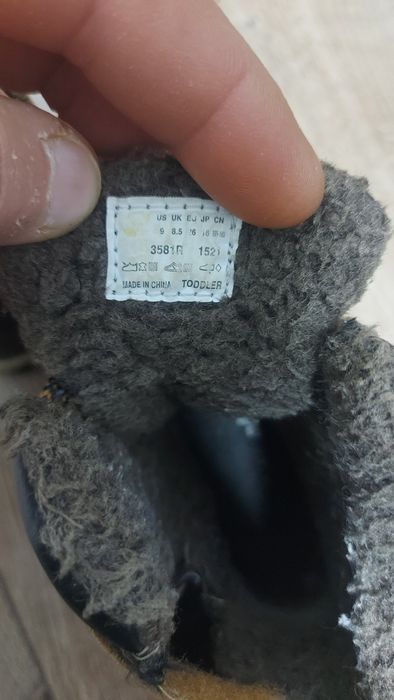 US UK EU JP CN
9 8.5 26 16
3581R 1521
MADE IN CHINA TODDLER